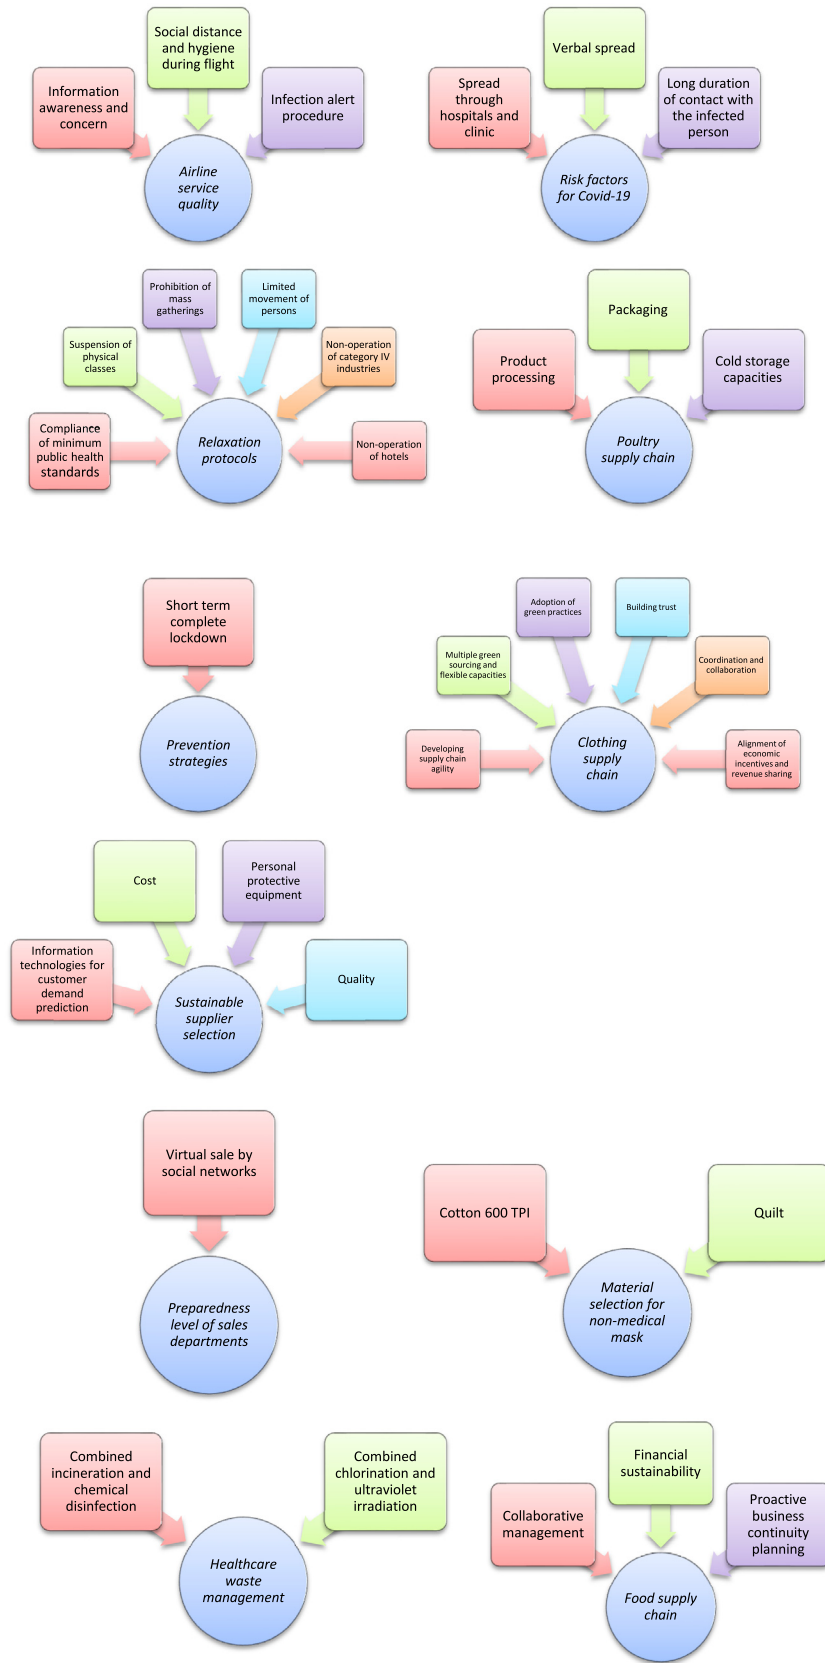 Social distance
and hygiene
during flight
Information
awareness and
concern
Infection alert
procedure
Airline
service
quality
Verbal spread
Spread
through
hospitals and
clinic
Long duration
of contact with
the infected
person
Risk factors
for Covid-19
Prohibition of
mass
gatherings
Limited
movement of
persons
Suspension of
physical
classes
Non-operation
of category IV
industries
Compliance
of minimum
public health
standards
Non-operation
of hotels
Relaxation
protocols
Packaging
Product
processing
Cold storage
capacities
Poultry
supply chain
Short term
complete
lockdown
Prevention
strategies
Adoption of
green practices
Building trust
Multiple green
sourcing and
flexible capacities
Coordination and
collaboration
Developing
supply chain
agility
Alignment of
economic
incentives and
revenue sharing
Clothing
supply
chain
Cost
Personal
protective
equipment
Information
technologies for
customer
demand
prediction
Quality
Sustainable
supplier
selection
Virtual sale by
social networks
Preparedness
level of sales
departments
Cotton 600 TPI
Quilt
Material
selection for
non-medical
mask
Combined
incineration and
chemical
disinfection
Combined
chlorination and
ultraviolet
irradiation
Healthcare
waste
management
Financial
sustainability
Collaborative
management
Proactive
business
continuity
planning
Food supply
chain